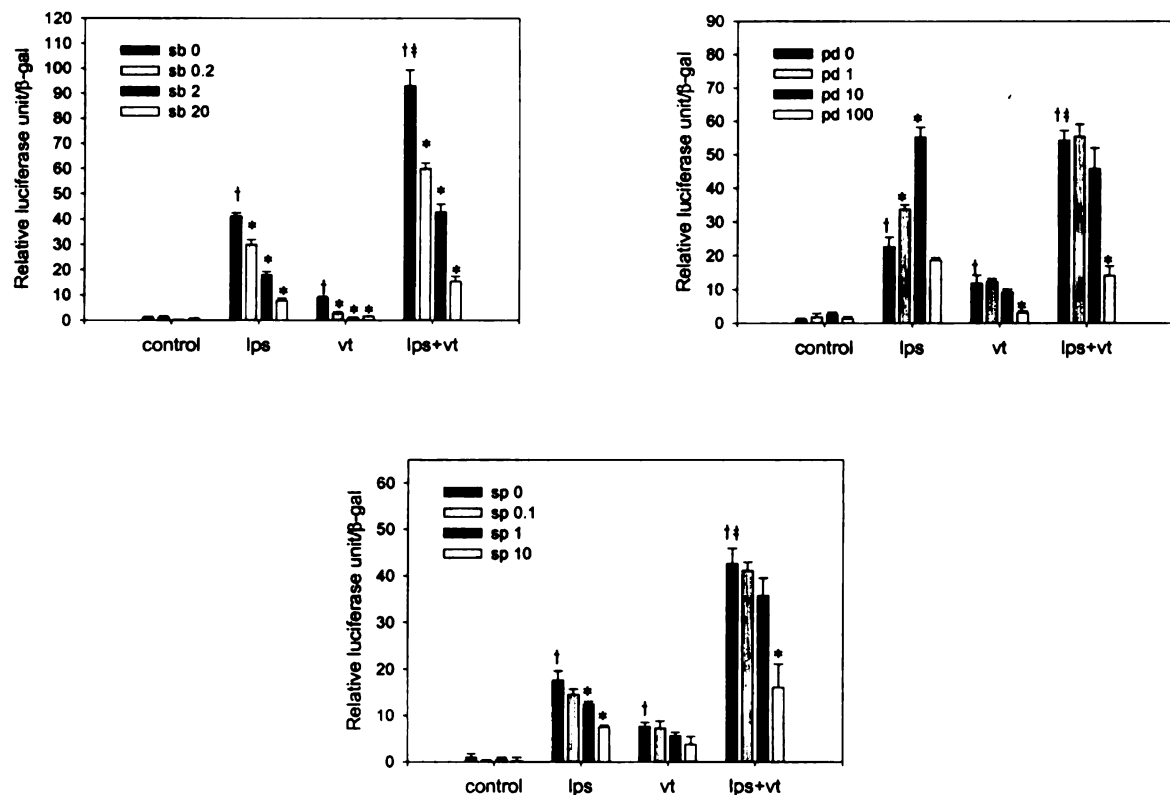 Relative luciferase unit/β-gal
120
110
100
90
80
70
60
50
40
30
20
10
0
sb 0
sb 0.2
sb 2
sb 20
†
*
*
*
†
*
*
*
†‡
*
*
*
control
lps
vt
lps+vt
Relative luciferase unit/β-gal
90
80
70
60
50
40
30
20
10
0
pd 0
pd 1
pd 10
pd 100
†
*
*
†
*
†‡
*
control
lps
vt
lps+vt
Relative luciferase unit/β-gal
60
50
40
30
20
10
0
sp 0
sp 0.1
sp 1
sp 10
†
*
*
†
†‡
*
control
lps
vt
lps+vt